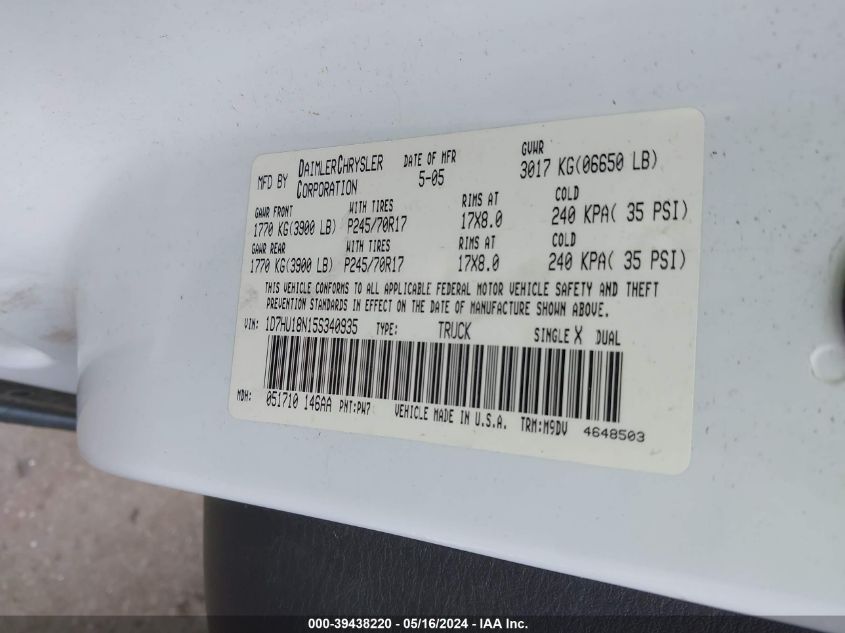 MFD BY DAIMLERCHRYSLER CORPORATION DATE OF MFR 5-05 GVWR 3017 KG(06650 LB)
GAWR FRONT WITH TIRES RIMS AT COLD
1770 KG(3900 LB) P245/70R17 17X8.0 240 KPA( 35 PSI)
GAWR REAR WITH TIRES RIMS AT COLD
1770 KG(3900 LB) P245/70R17 17X8.0 240 KPA( 35 PSI)
THIS VEHICLE CONFORMS TO ALL APPLICABLE FEDERAL MOTOR VEHICLE SAFETY AND THEFT
PREVENTION STANDARDS IN EFFECT ON THE DATE OF MANUFACTURE SHOWN ABOVE.
VIN: 1D7HU18N15S340935 TYPE: TRUCK SINGLE X DUAL
MDH: 051710 146AA PNT:PW7 VEHICLE MADE IN U.S.A. TRM:M9DV 4648503
000-39438220 - 05/16/2024 - IAA Inc.